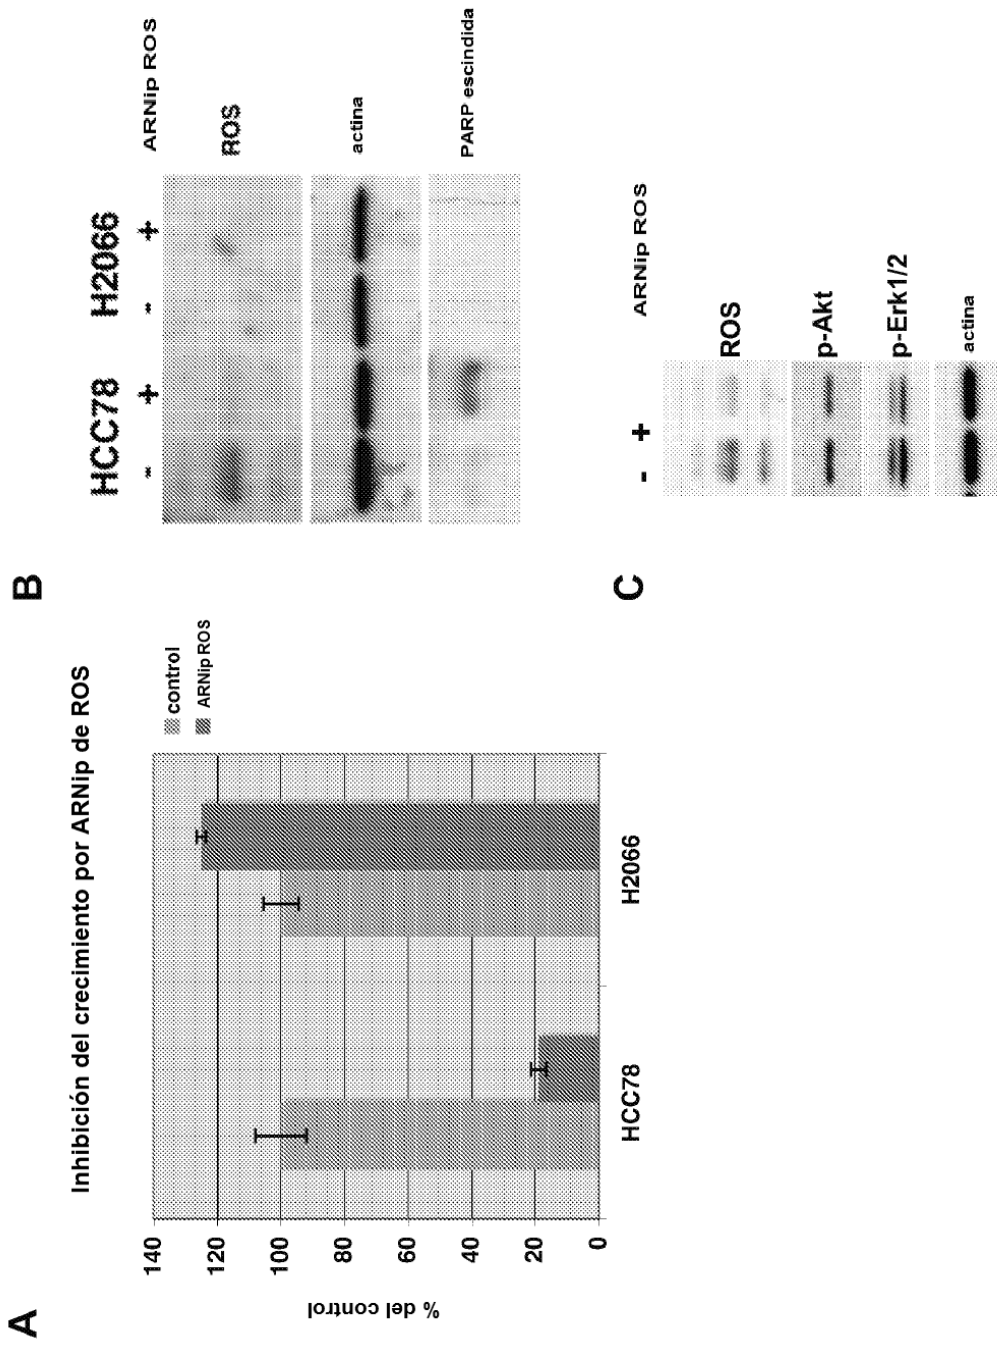 A
Inhibición del crecimiento por ARNip de ROS
% del control
140
120
100
80
60
40
20
0
HCC78
H2066
control
ARNip ROS
B
HCC78 H2066
- + - + ARNip ROS
ROS
actina
PARP escindida
C
- + ARNip ROS
ROS
p-Akt
p-Erk1/2
actina